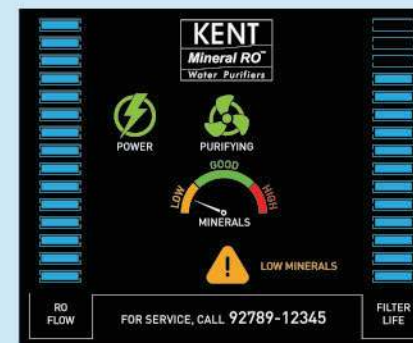 KENT
Mineral RO™
Water Purifiers
POWER
PURIFYING
LOW
GOOD
HIGH
MINERALS
LOW MINERALS
RO
FLOW
FOR SERVICE, CALL 92789-12345
FILTER
LIFE